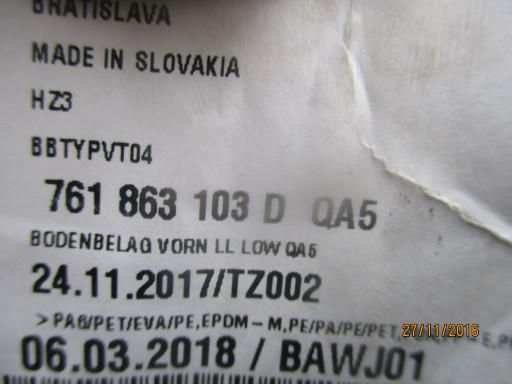 BRATISLAVA
MADE IN SLOVAKIA
HZ3
BBTYPVT04
761 863 103 D QA5
BODENBELAG VORN LL LOW QA5
24.11.2017/TZ002
>PA6/PET/EVA/PE,EPDM-M,PE/PA/PE/PET,
27/11/2016
06.03.2018 / BAWJ01